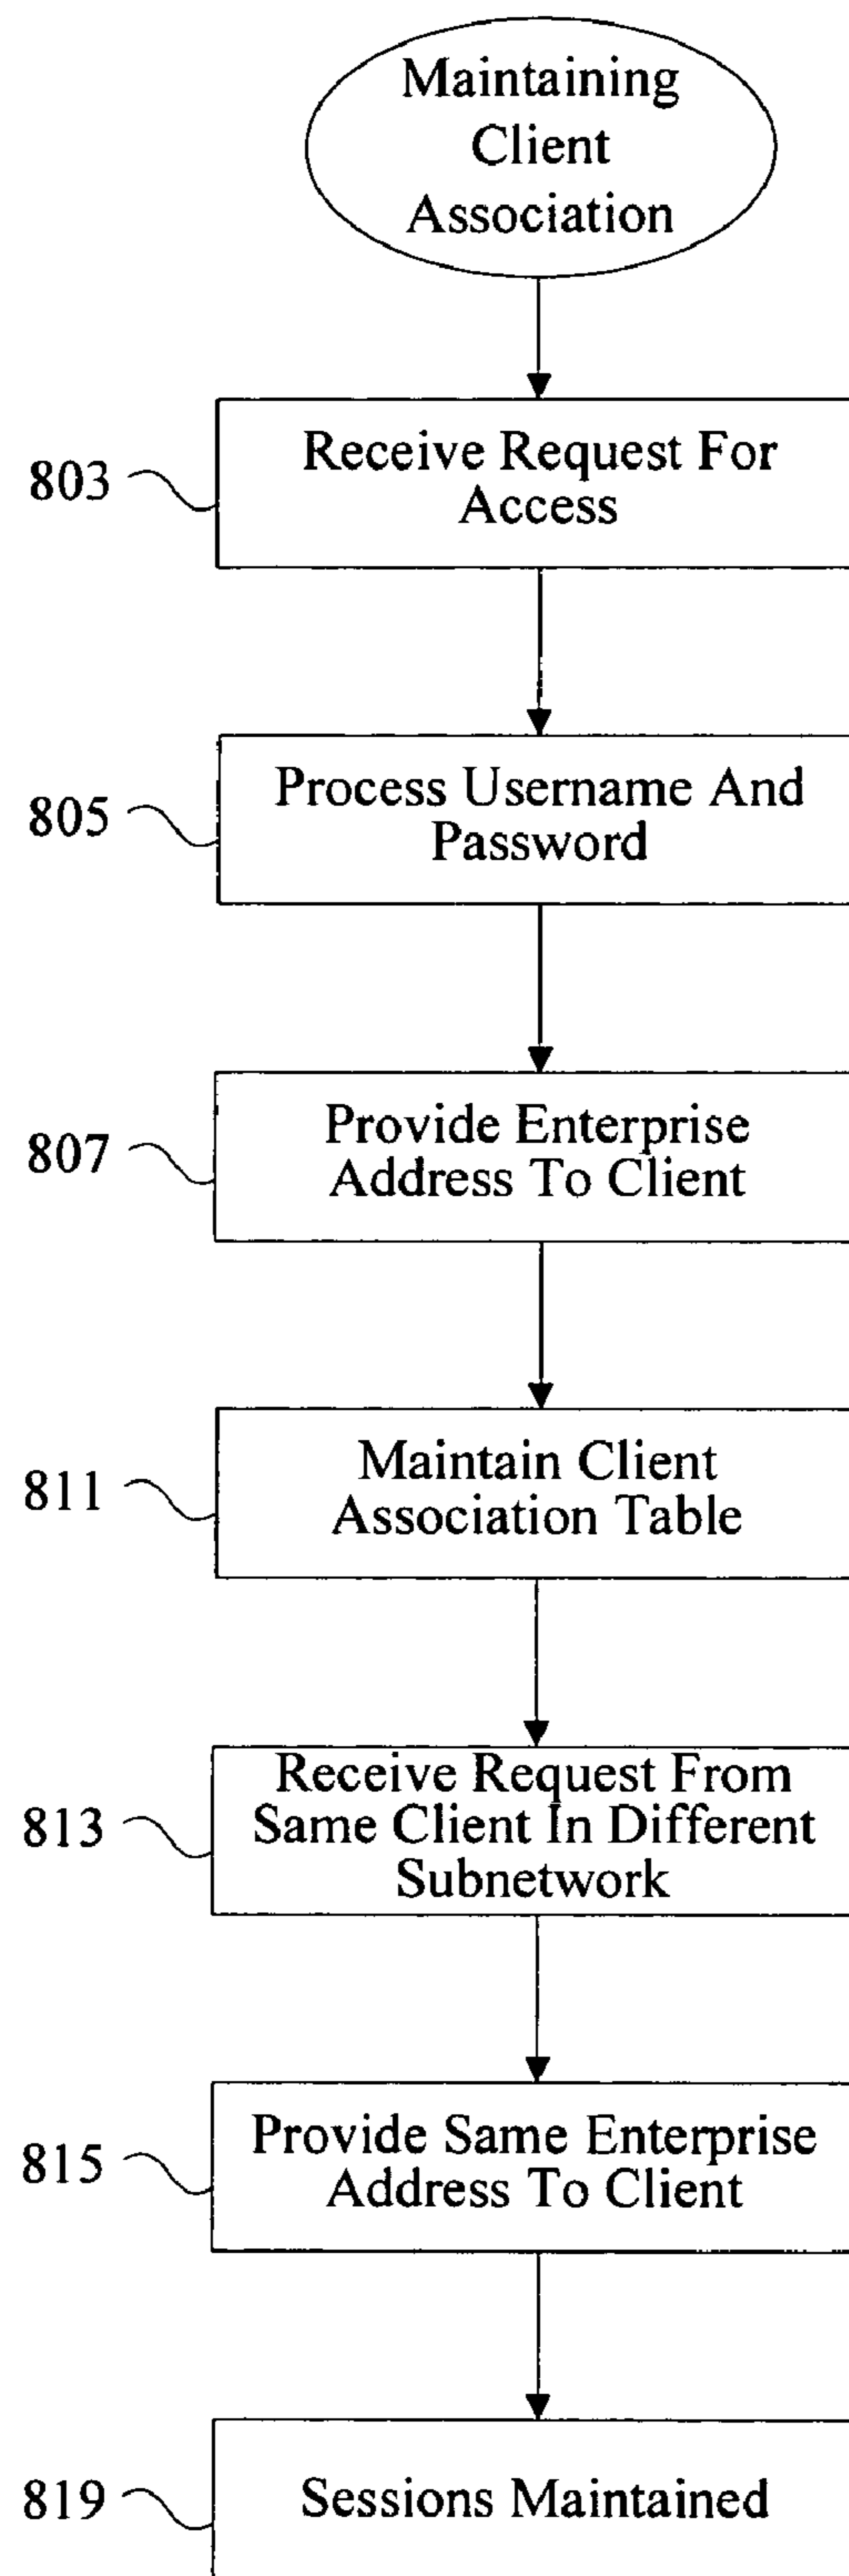 Maintaining
Client
Association
803
Receive Request For
Access
805
Process Username And
Password
807
Provide Enterprise
Address To Client
811
Maintain Client
Association Table
813
Receive Request From
Same Client In Different
Subnetwork
815
Provide Same Enterprise
Address To Client
819
Sessions Maintained